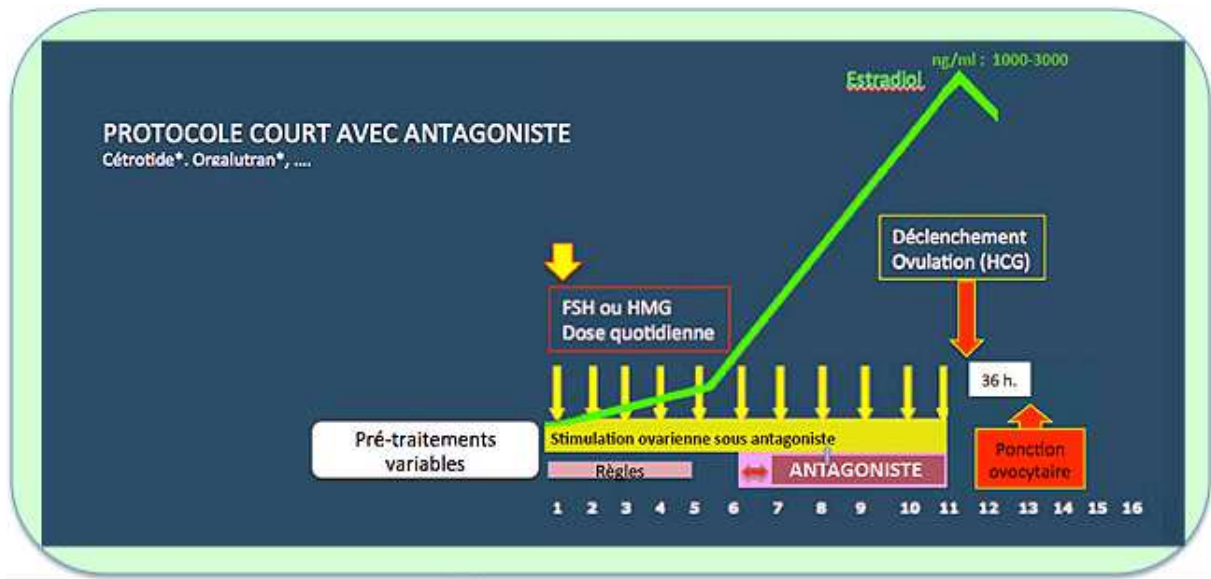 ng/ml : 1000-3000
Estradiol
PROTOCOLE COURT AVEC ANTAGONISTE
Cétrotide*. Orgalutran*, ....
Déclenchement
Ovulation (HCG)
FSH ou HMG
Dose quotidienne
36 h.
Pré-traitements
variables
Stimulation ovarienne sous antagoniste
Règles
ANTAGONISTE
Ponction
ovocytaire
1 2 3 4 5 6 7 8 9 10 11 12 13 14 15 16